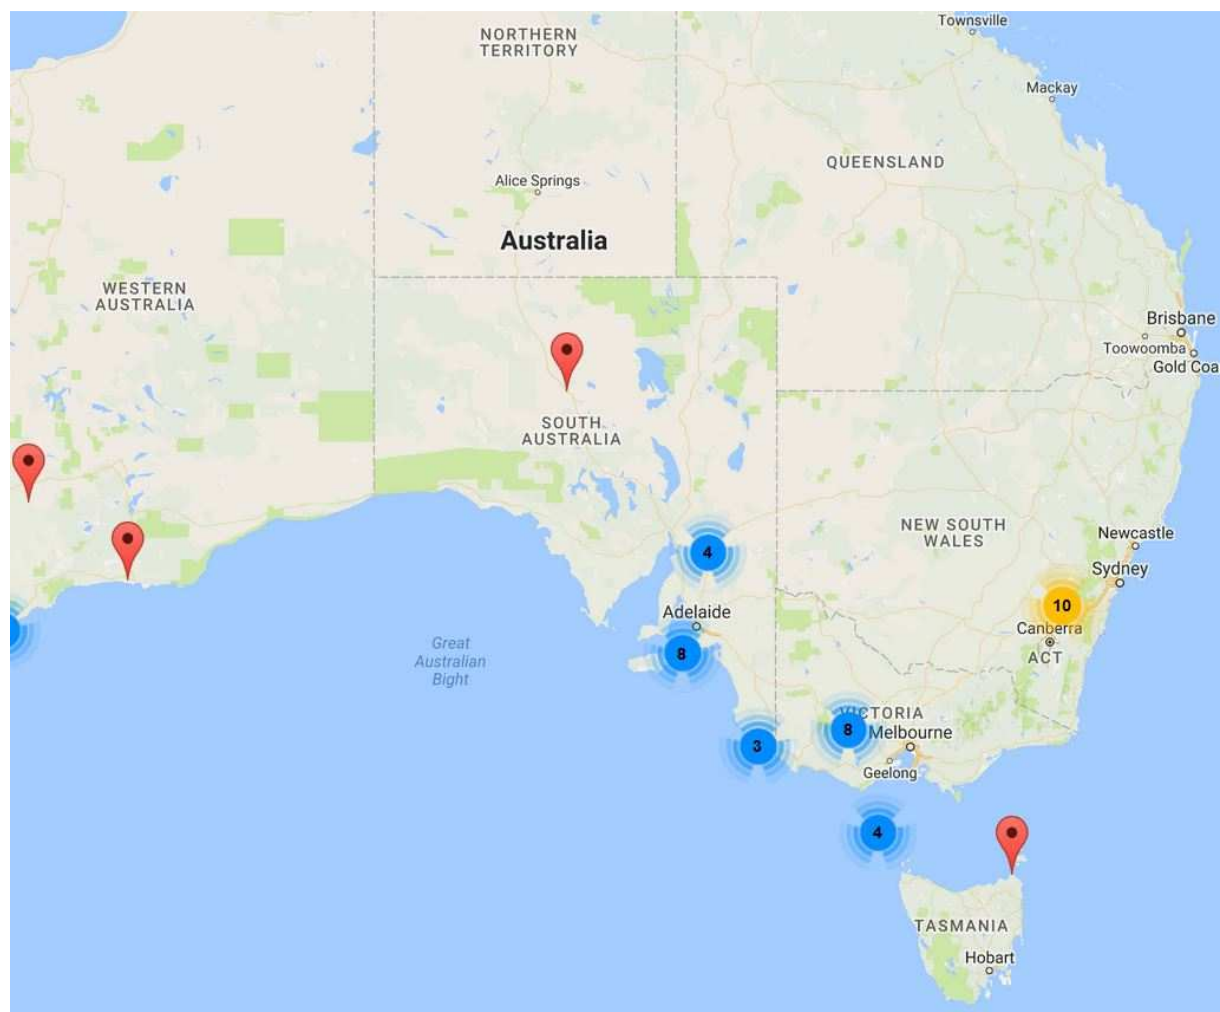 Townsville
NORTHERN
TERRITORY
Mackay
QUEENSLAND
Alice Springs
Australia
WESTERN
AUSTRALIA
Brisbane
Toowoomba
Gold Coa
SOUTH
AUSTRALIA
NEW SOUTH
WALES
Newcastle
4
Sydney
10
Adelaide
Canberra
Great
Australian
Bight
8
ACT
VICTORIA
8
Melbourne
3
Geelong
4
TASMANIA
Hobart